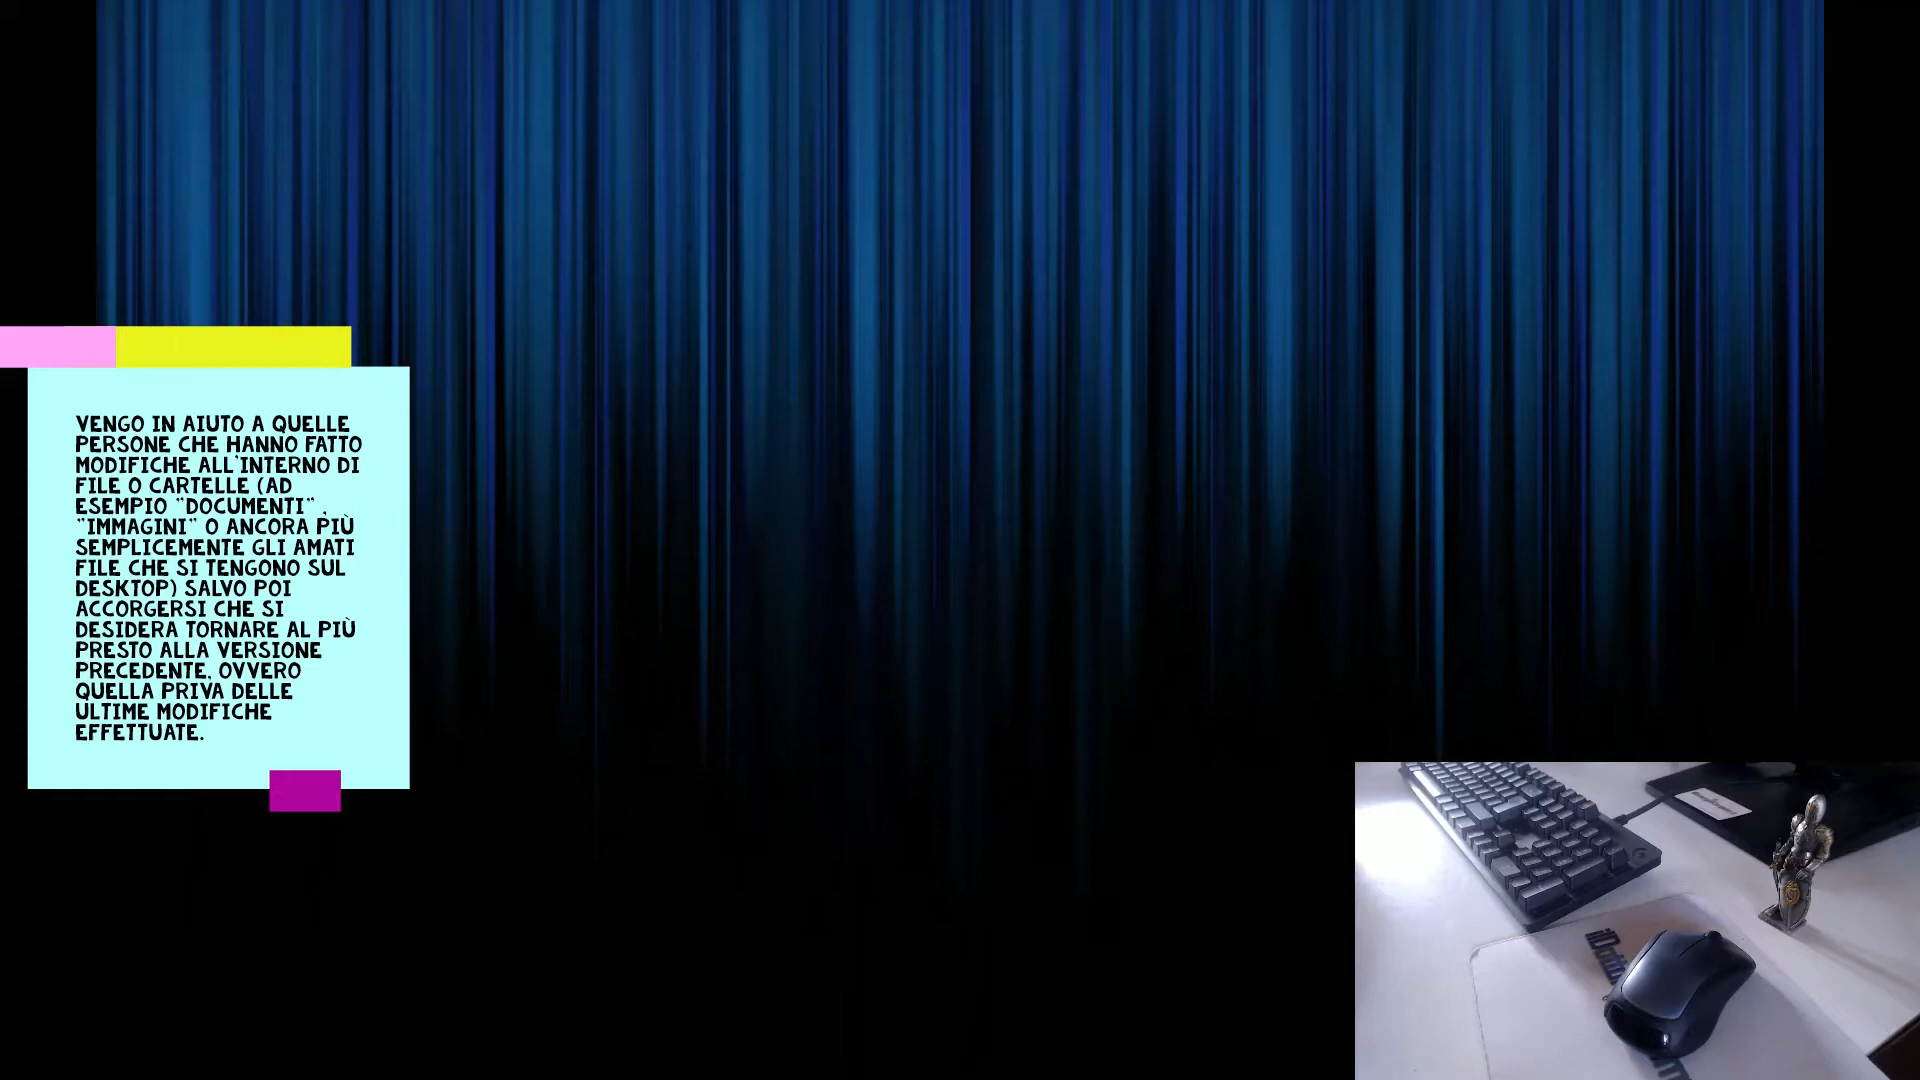 VENGO IN AIUTO A QUELLE
PERSONE CHE HANNO FATTO
MODIFICHE ALL'INTERNO DI
FILE O CARTELLE (AD
ESEMPIO "DOCUMENTI" ,
"IMMAGINI" O ANCORA PIÙ
SEMPLICEMENTE GLI AMATI
FILE CHE SI TENGONO SUL
DESKTOP) SALVO POI
ACCORGERSI CHE SI
DESIDERA TORNARE AL PIÙ
PRESTO ALLA VERSIONE
PRECEDENTE, OVVERO
QUELLA PRIVA DELLE
ULTIME MODIFICHE
EFFETTUATE.